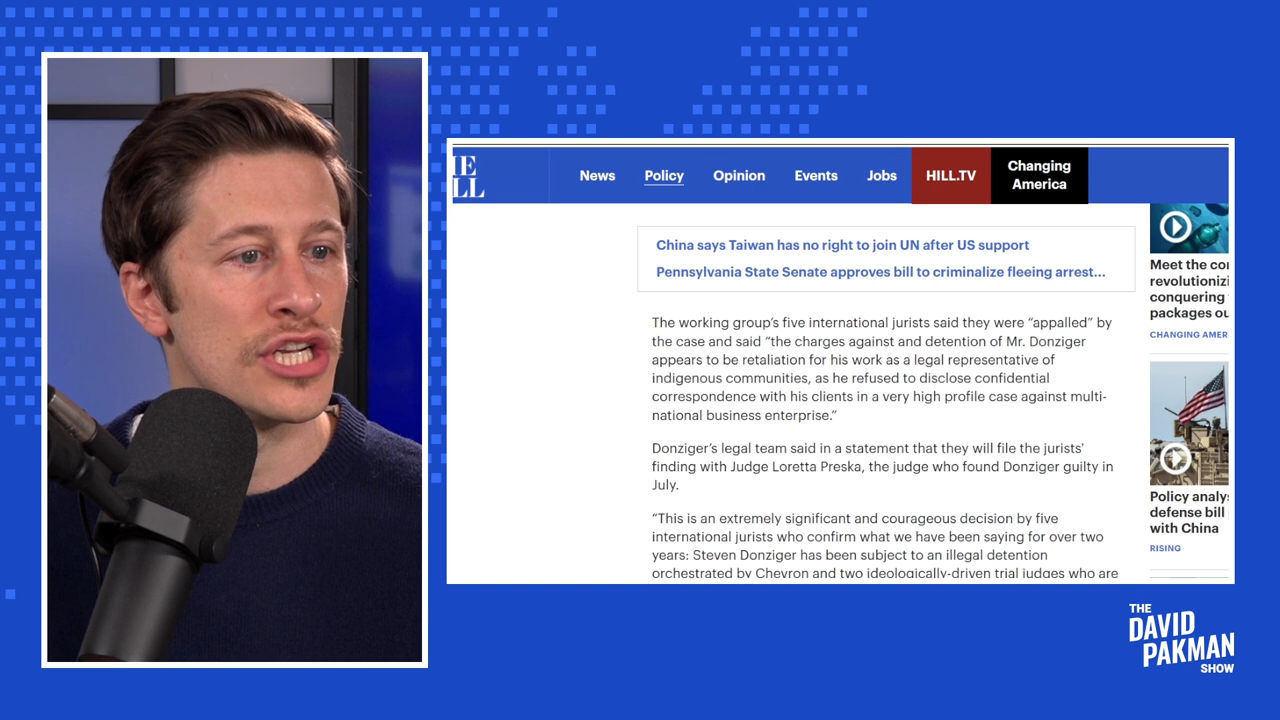 IE
LL
News
Policy
Opinion
Events
Jobs
HILL.TV
Changing
America
China says Taiwan has no right to join UN after US support
Pennsylvania State Senate approves bill to criminalize fleeing arrest...
The working group's five international jurists said they were “appalled” by
the case and said “the charges against and detention of Mr. Donziger
appears to be retaliation for his work as a legal representative of
indigenous communities, as he refused to disclose confidential
correspondence with his clients in a very high profile case against multi-
national business enterprise.”
Donziger's legal team said in a statement that they will file the jurists'
finding with Judge Loretta Preska, the judge who found Donziger guilty in
July.
“This is an extremely significant and courageous decision by five
international jurists who confirm what we have been saying for over two
years: Steven Donziger has been subject to an illegal detention
orchestrated by Chevron and two ideologically-driven trial judges who are
Meet the cor
revolutionizi
conquering
packages ou
CHANGING AMER
Policy analys
defense bill
with China
RISING
THE
DAVID
PAKMAN
SHOW